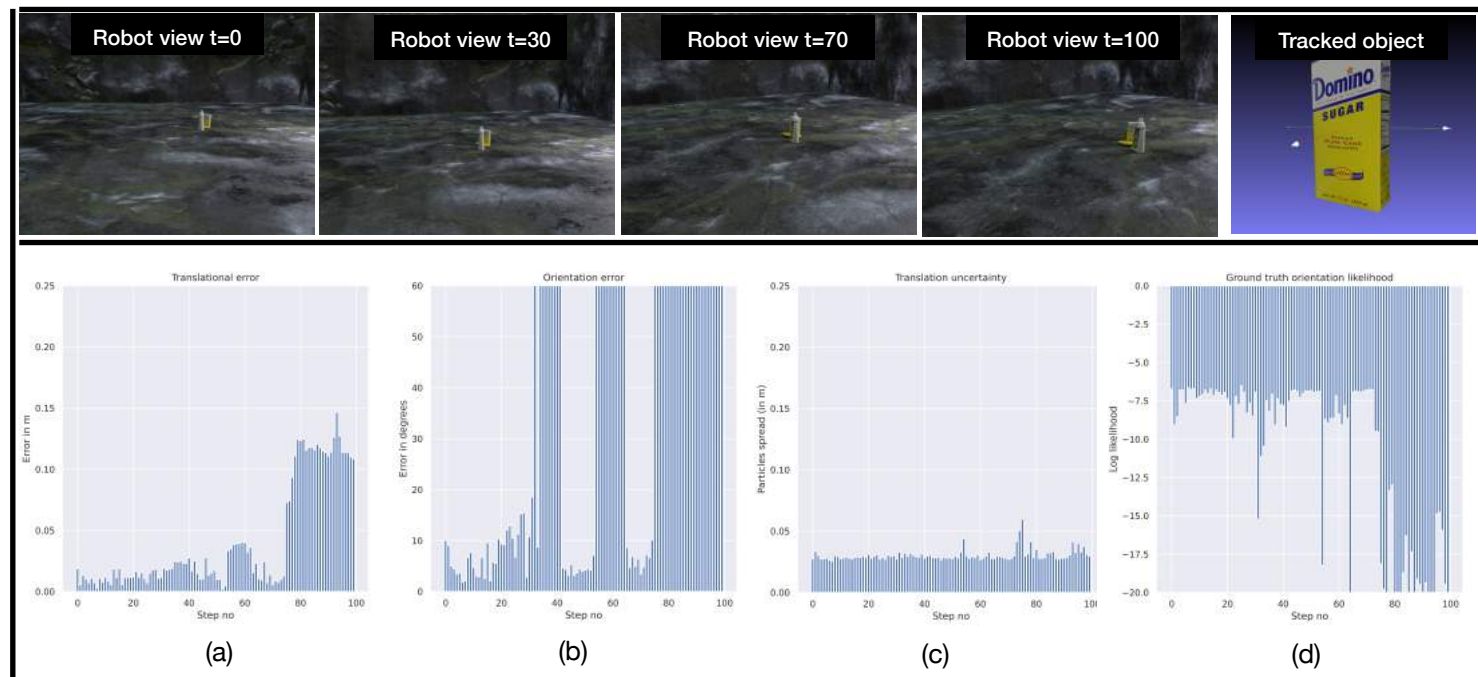 Robot view t=0
Robot view t=30
Robot view t=70
Robot view t=100
Tracked object
Domino
SUGAR
Translational error
0.25
0.20
0.15
0.10
0.05
0.00
Error in m
0 20 40 60 80 100
Step no
(a)
Orientation error
60
50
40
30
20
10
0
Error in degrees
0 20 40 60 80 100
Step no
(b)
Translation uncertainty
0.25
0.20
0.15
0.10
0.05
0.00
Particles spread (in m)
0 20 40 60 80 10
Step no
(c)
Ground truth orientation likelihood
0.0
−2.5
−5.0
−7.5
−10.0
−12.5
−15.0
−17.5
−20.0
Log likelihood
0 20 40 60 80 100
Step no
(d)